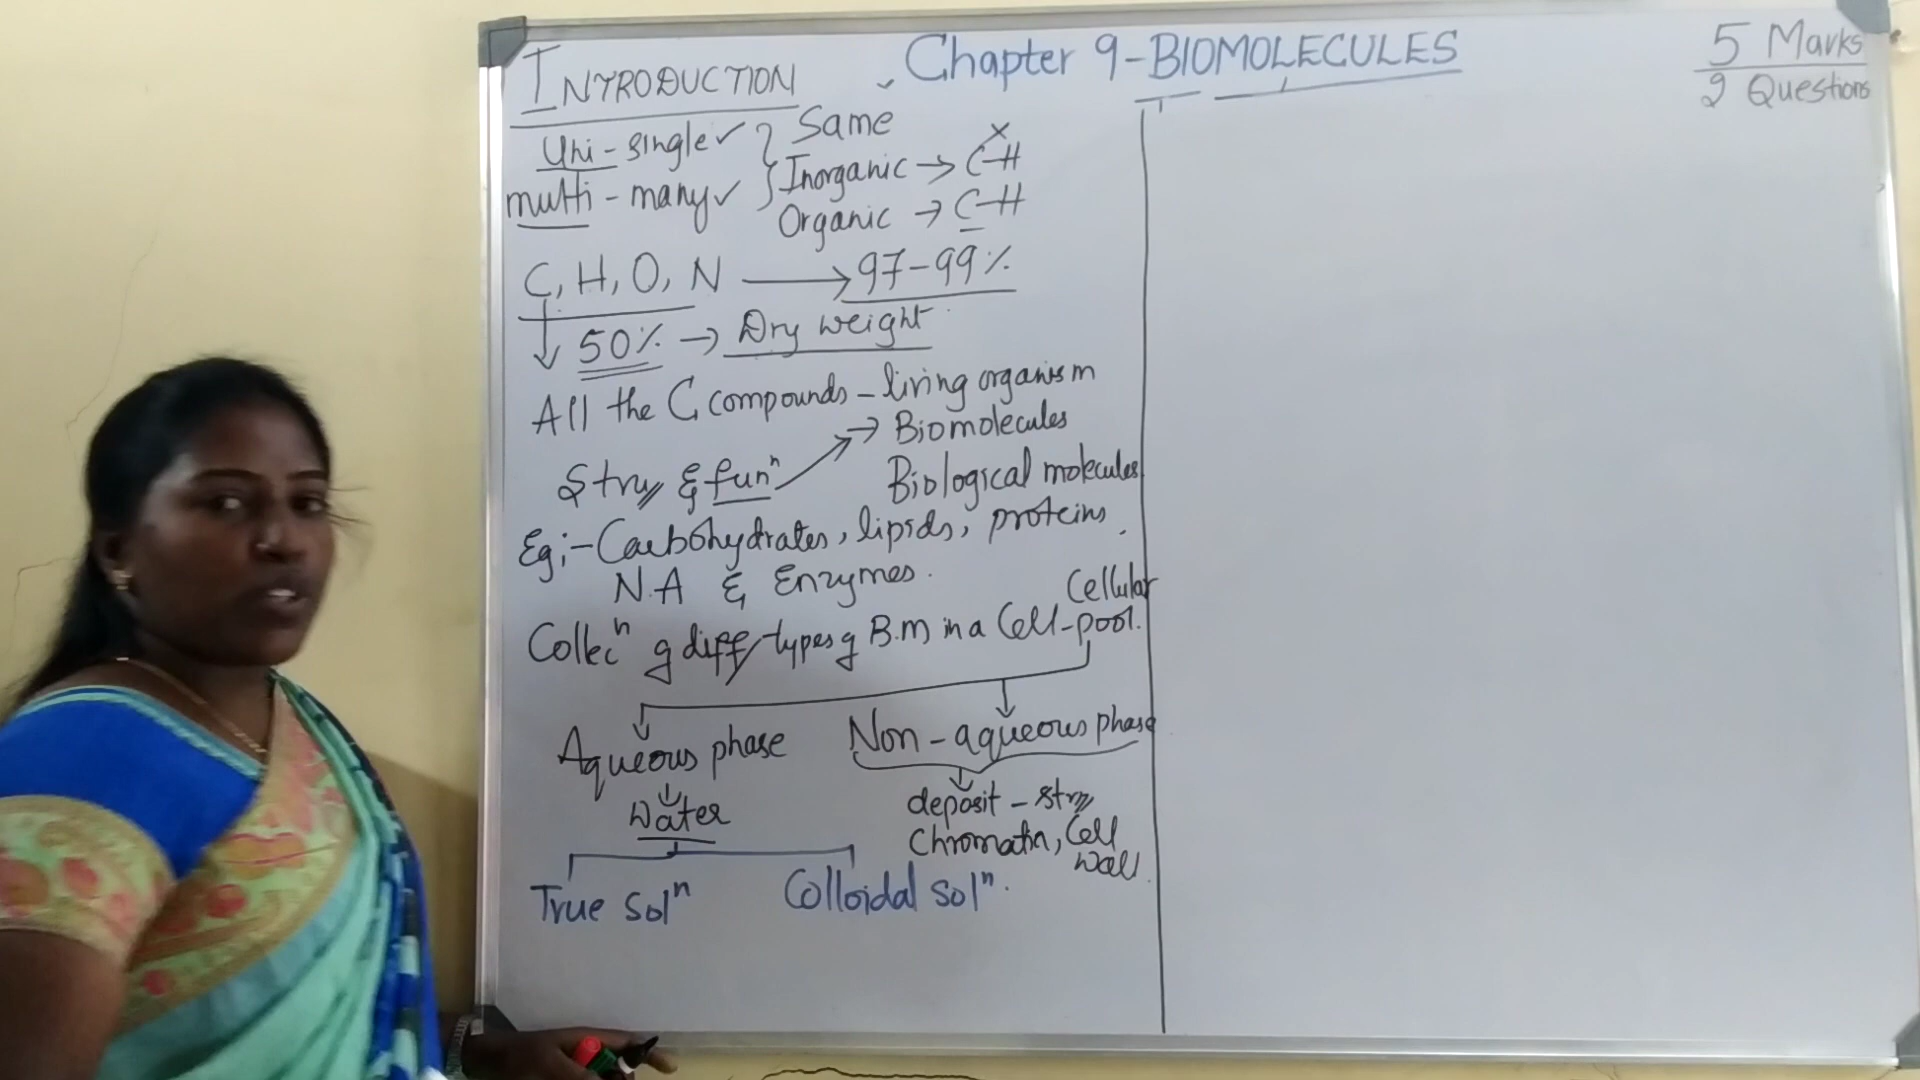 Chapter 9-BIOMOLECULES
5 Marks
2 Questions
INTRODUCTION
Uni - single ✓ } Same
multi - many ✓ } Inorganic → C-H
Organic → C-H
C, H, O, N → 97-99%
50% → Dry weight
All the C compounds - living organism
→ Biomolecules
Stry & funⁿ
Biological molecules
Eg:- Carbohydrates, lipids, proteins,
N.A & Enzymes.
Cellular
Collecⁿ of diff types of B.M in a Cell-pool.
Aqueous phase
Non-aqueous phase
Water
deposit - stry
Chromatin, Cell
Wall.
True solⁿ
Colloidal solⁿ.